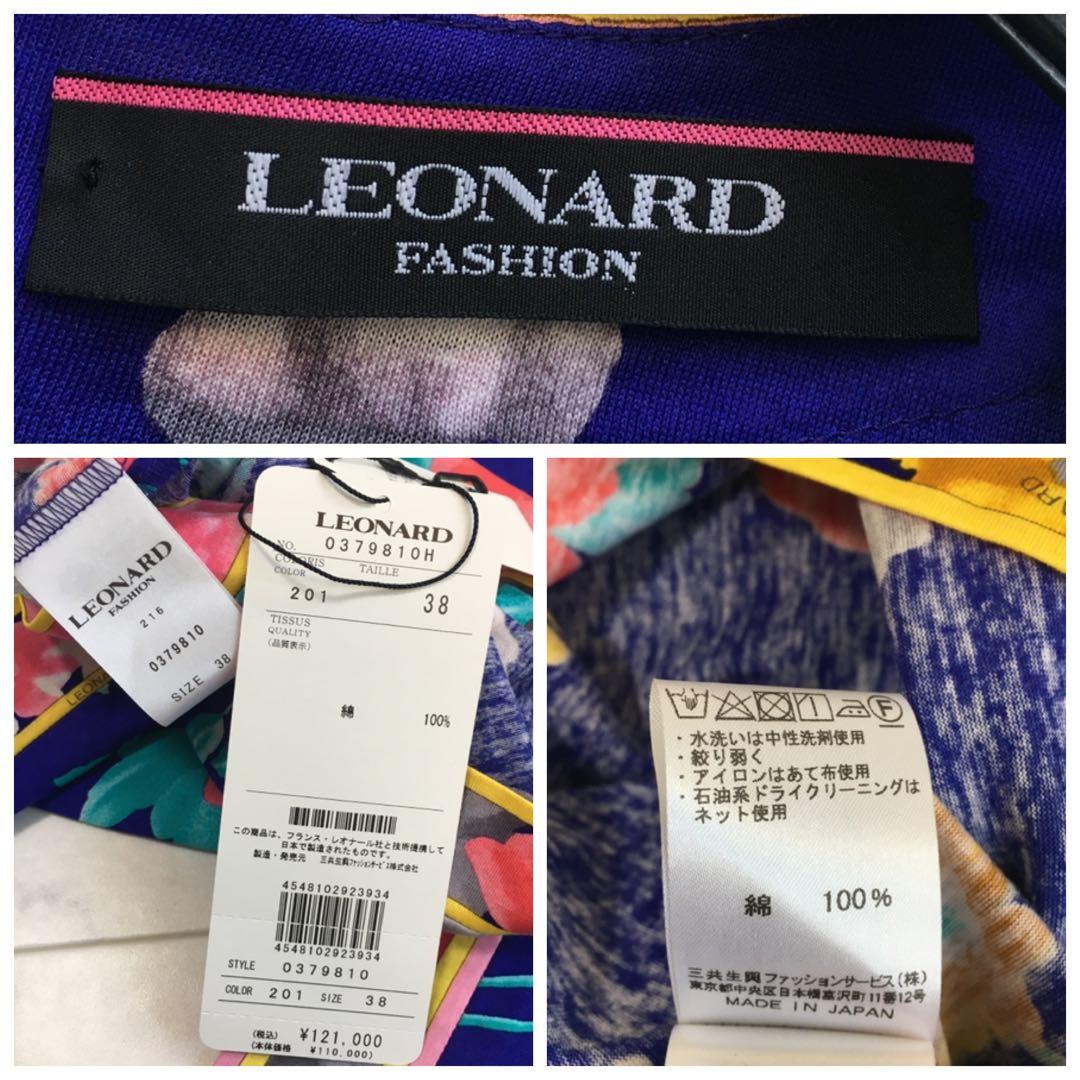 LEONARD
FASHION
LEONARD
FASHION
216
0379810
SIZE 38
LEONARD
NO. 0379810H
COLORIS TAILLE
COLOR
201 38
TISSUS
QUALITY
(品質表示)
綿 100%
この商品は、フランス・レオナール社と技術提携して
日本で製造されたものです。
製造・発売元 三共生興ファッションサービス株式会社
4548102923934
4548102923934
STYLE 0379810
COLOR 201 SIZE 38
(税込) ¥121,000
(本体価格 ¥110,000)
LEONA
ARD
F
・水洗いは中性洗剤使用
・絞り弱く
・アイロンはあて布使用
・石油系ドライクリーニングは
ネット使用
綿 100%
三共生興ファッションサービス(株)
東京都中央区日本橋富沢町11番12号
MADE IN JAPAN